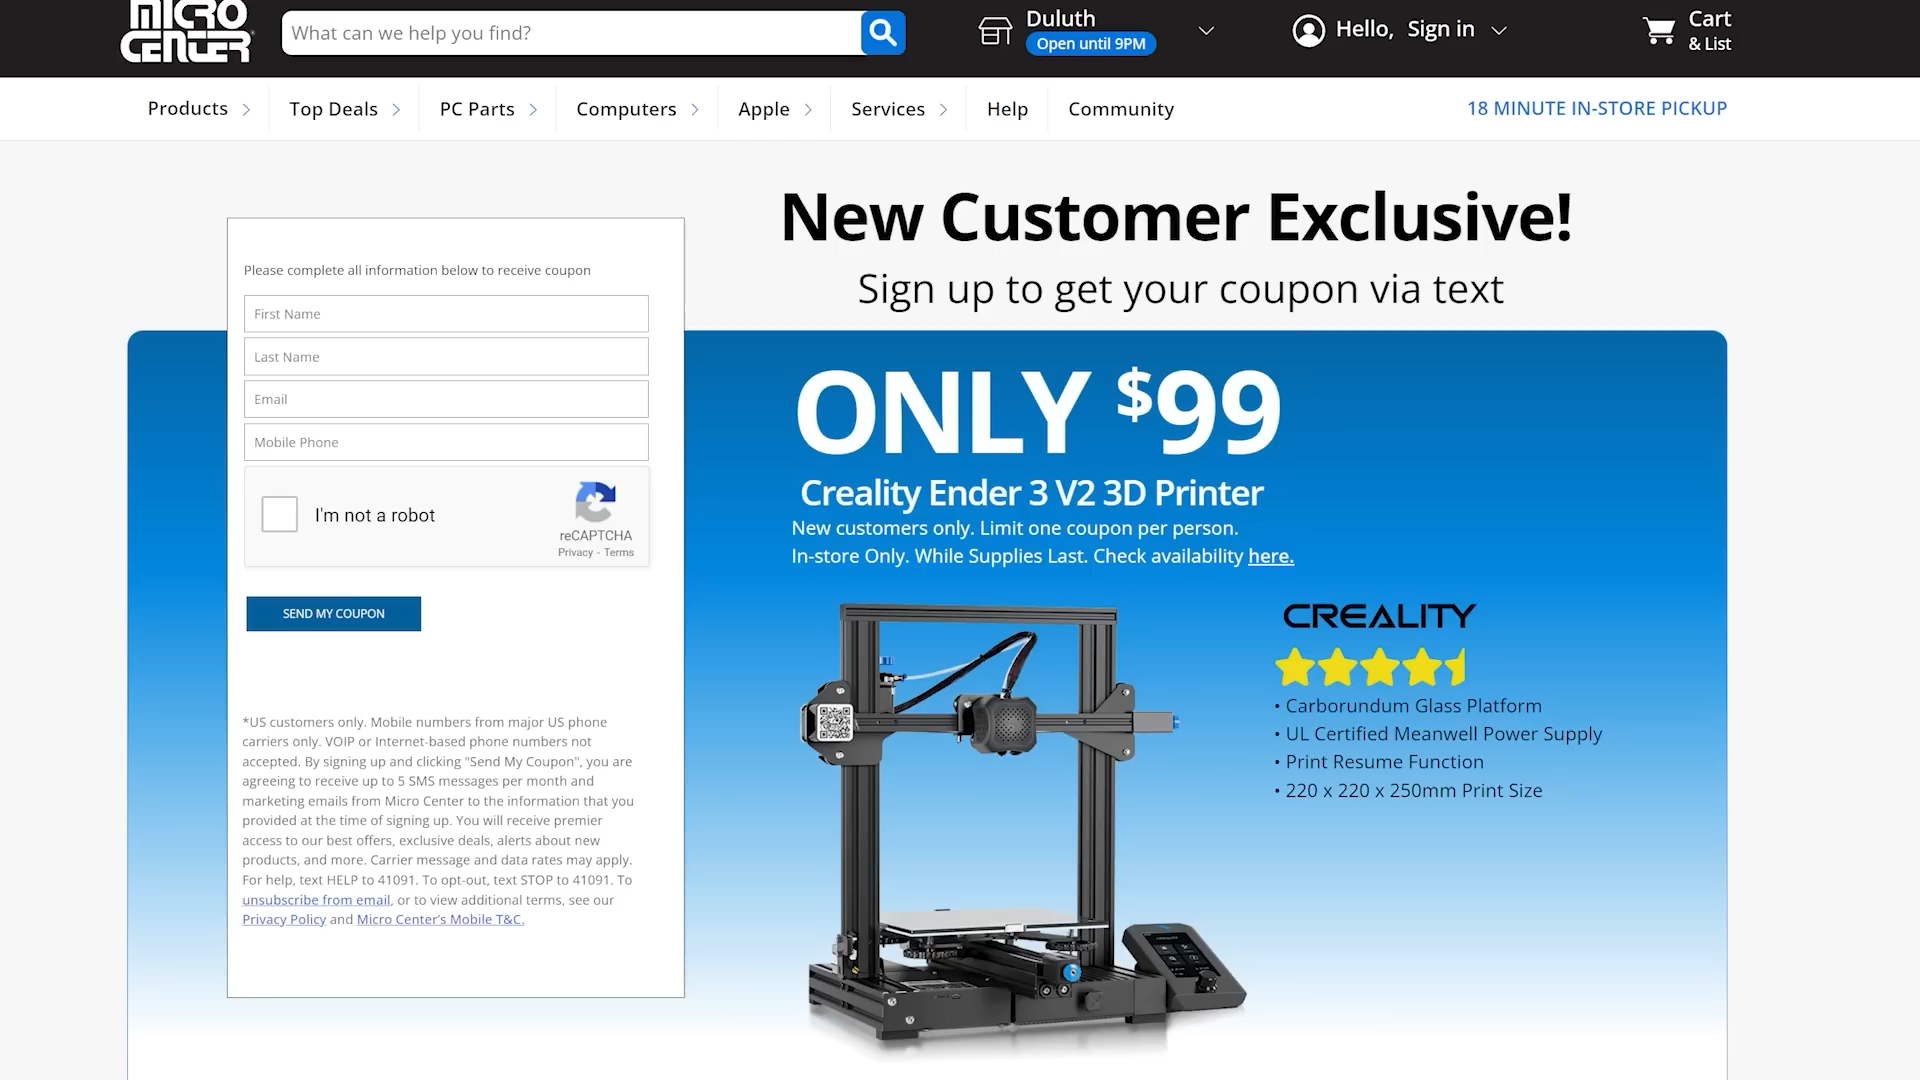 MICRO CENTER
What can we help you find?
Duluth
Open until 9PM
Hello, Sign in
Cart
& List
Products
Top Deals
PC Parts
Computers
Apple
Services
Help
Community
18 MINUTE IN-STORE PICKUP
New Customer Exclusive!
Sign up to get your coupon via text
Please complete all information below to receive coupon
First Name
Last Name
Email
Mobile Phone
I'm not a robot
reCAPTCHA
Privacy - Terms
SEND MY COUPON
*US customers only. Mobile numbers from major US phone
carriers only. VOIP or Internet-based phone numbers not
accepted. By signing up and clicking "Send My Coupon", you are
agreeing to receive up to 5 SMS messages per month and
marketing emails from Micro Center to the information that you
provided at the time of signing up. You will receive premier
access to our best offers, exclusive deals, alerts about new
products, and more. Carrier message and data rates may apply.
For help, text HELP to 41091. To opt-out, text STOP to 41091. To
unsubscribe from email, or to view additional terms, see our
Privacy Policy and Micro Center's Mobile T&C.
ONLY $99
Creality Ender 3 V2 3D Printer
New customers only. Limit one coupon per person.
In-store Only. While Supplies Last. Check availability here.
CREALITY
• Carborundum Glass Platform
• UL Certified Meanwell Power Supply
• Print Resume Function
• 220 x 220 x 250mm Print Size